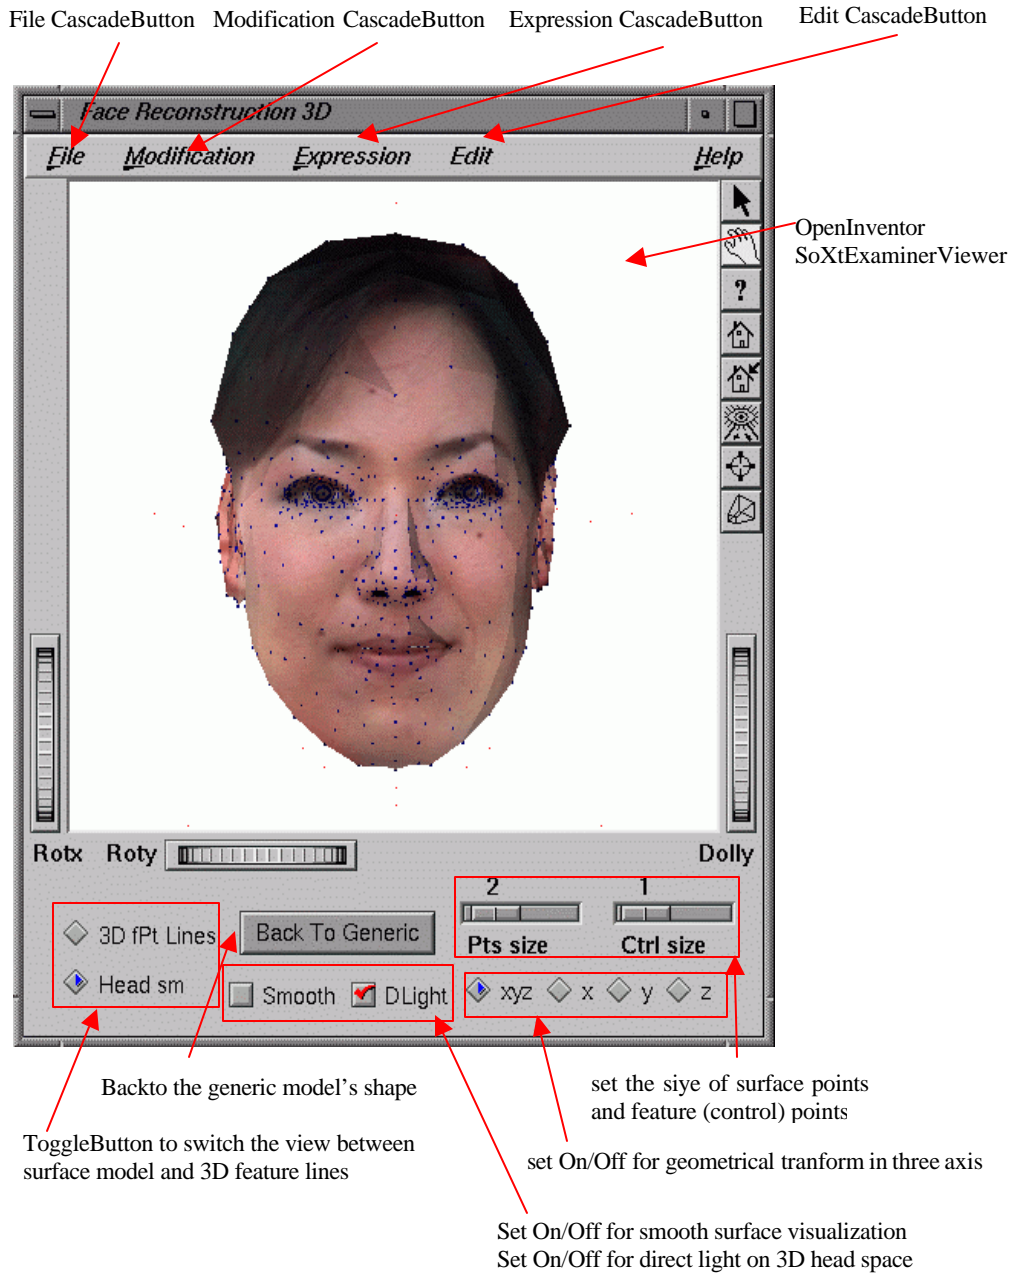 File CascadeButton Modification CascadeButton Expression CascadeButton Edit CascadeButton
Face Reconstruction 3D
File Modification Expression Edit Help
OpenInventor
SoXtExaminerViewer
?
Rotx Roty Dolly
2 1
3D fPt Lines Back To Generic Pts size Ctrl size
Head sm Smooth DLight xyz x y z
Backto the generic model’s shape
set the siye of surface points
and feature (control) points
ToggleButton to switch the view between
surface model and 3D feature lines
set On/Off for geometrical tranform in three axis
Set On/Off for smooth surface visualization
Set On/Off for direct light on 3D head space